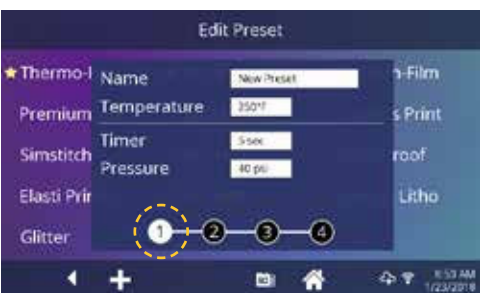 Edit Preset
Thermo-
n-Film
Name New Preset
Temperature 350°F
Premium
s Print
Timer 5 sec
Simstitch
roof
Pressure 40 psi
Elasti Prin
Litho
Glitter
1 2 3 4
8:53 AM
1/23/2018